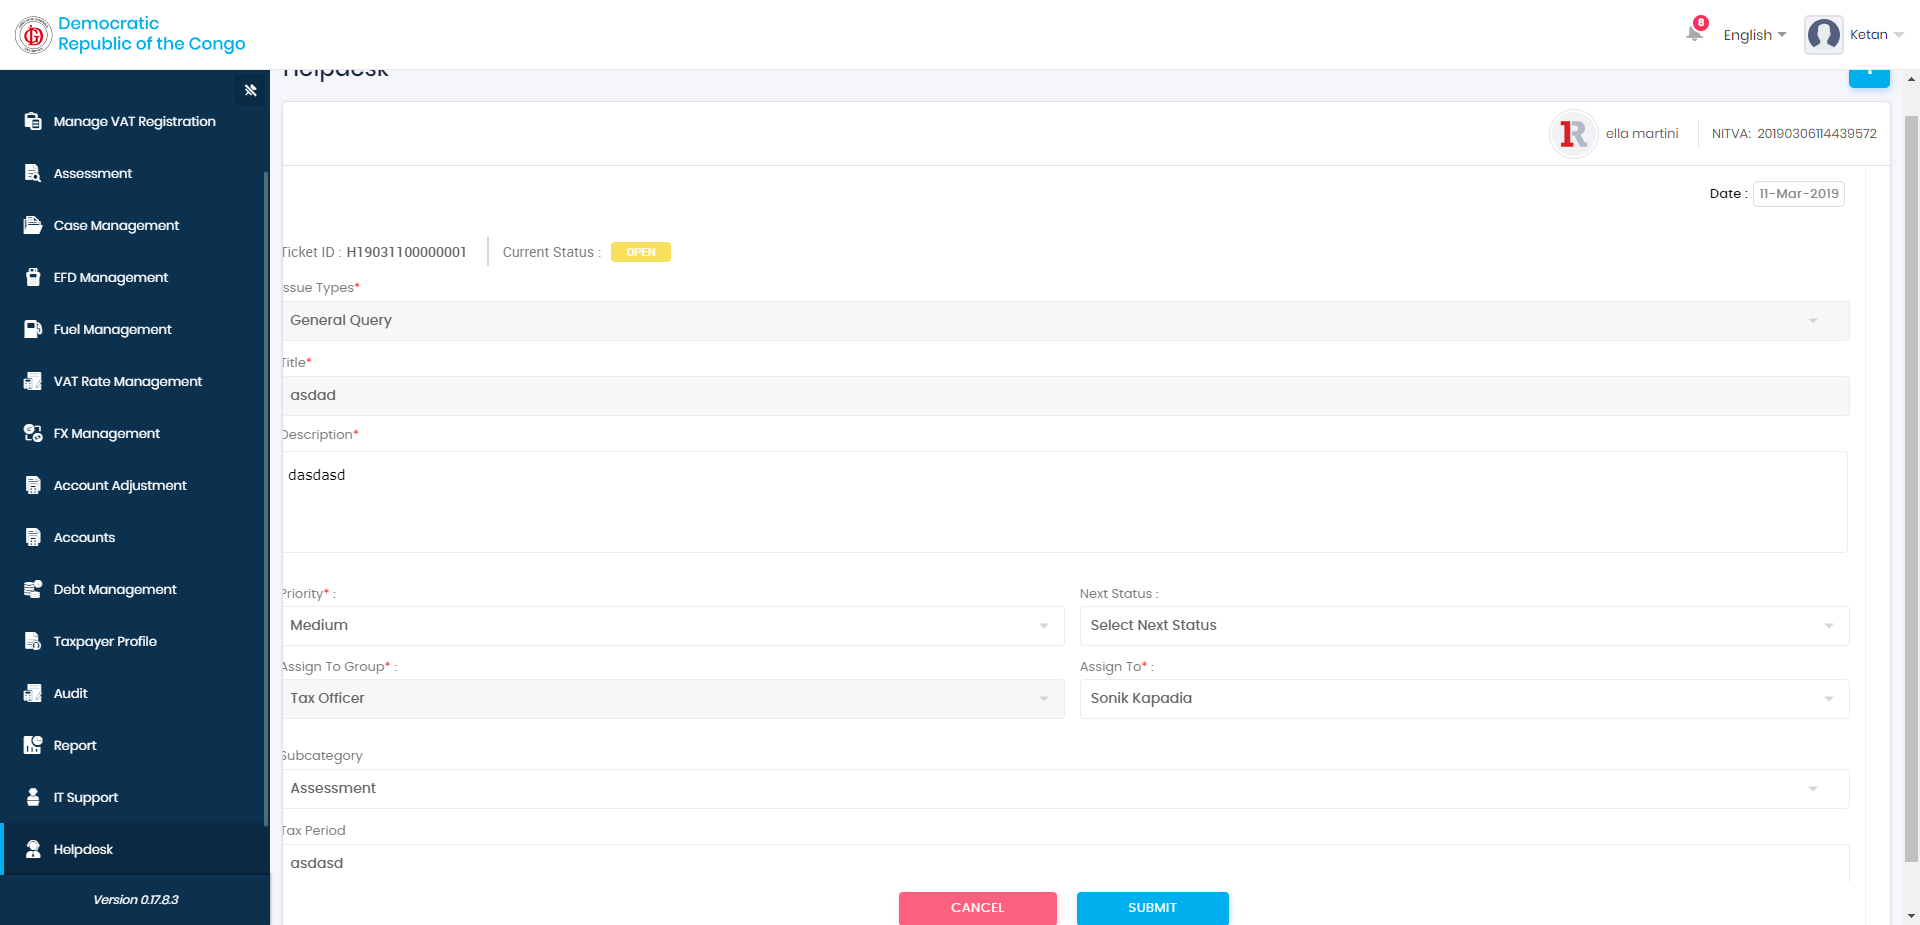 Democratic
Republic of the Congo
8
English
Ketan
Helpdesk
Manage VAT Registration
Assessment
Case Management
EFD Management
Fuel Management
VAT Rate Management
FX Management
Account Adjustment
Accounts
Debt Management
Taxpayer Profile
Audit
Report
IT Support
Helpdesk
Version 0.17.8.3
1R
ella martini
NITVA: 20190306114439572
Date : 11-Mar-2019
Ticket ID : H19031100000001
Current Status : OPEN
Issue Types*
General Query
Title*
asdad
Description*
dasdasd
Priority* :
Medium
Next Status :
Select Next Status
Assign To Group* :
Tax Officer
Assign To* :
Sonik Kapadia
Subcategory
Assessment
Tax Period
asdasd
CANCEL
SUBMIT